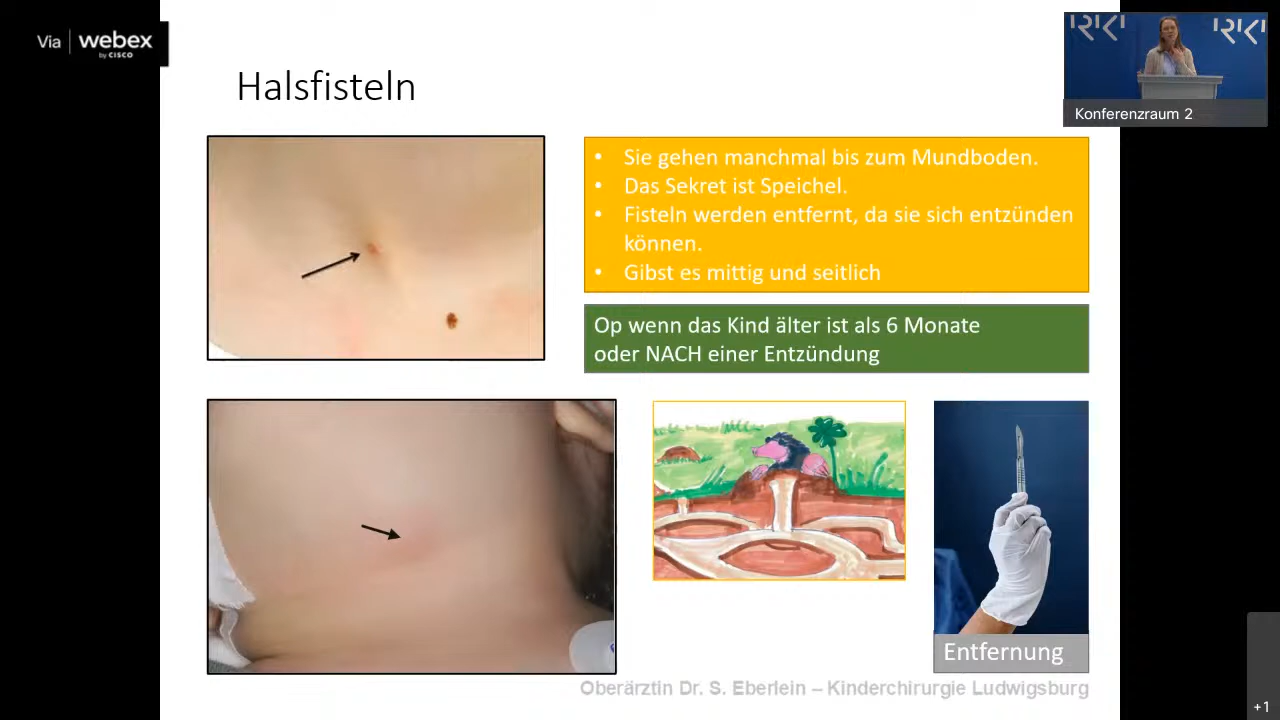 Via webex
by CISCO
RKI RKI
Konferenzraum 2
Halsfisteln
• Sie gehen manchmal bis zum Mundboden.
• Das Sekret ist Speichel.
• Fisteln werden entfernt, da sie sich entzünden
können.
• Gibst es mittig und seitlich
Op wenn das Kind älter ist als 6 Monate
oder NACH einer Entzündung
Entfernung
Oberärztin Dr. S. Eberlein – Kinderchirurgie Ludwigsburg
+1